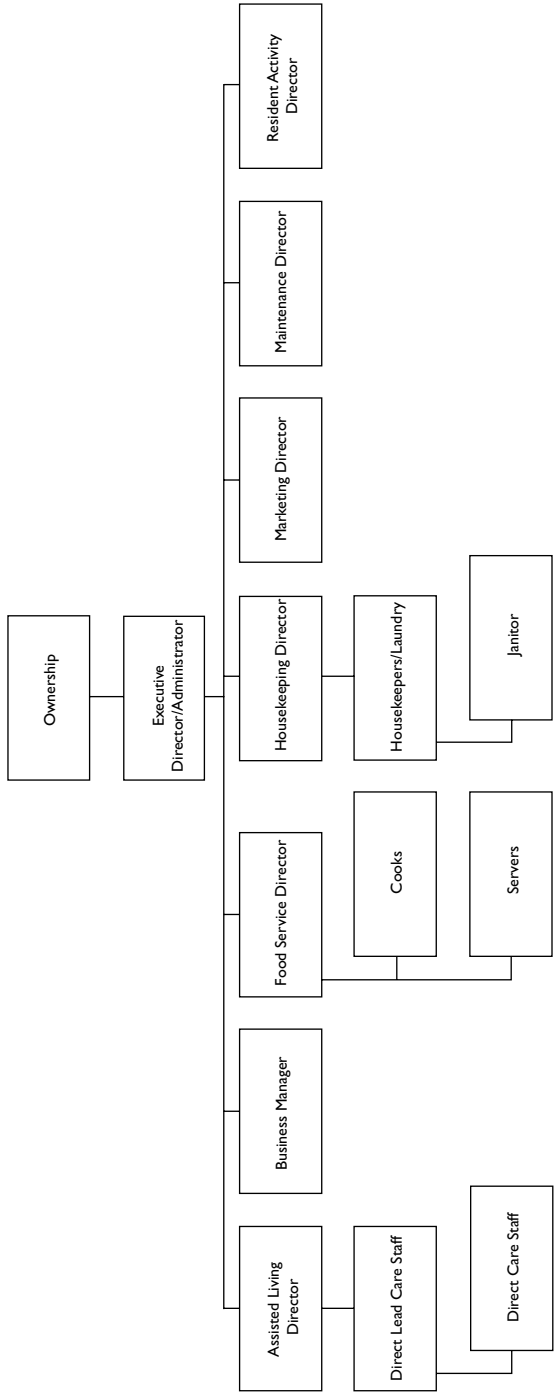 Ownership
Executive
Director/Administrator
Assisted Living
Director
Business Manager
Food Service Director
Housekeeping Director
Marketing Director
Maintenance Director
Resident Activity
Director
Direct Lead Care Staff
Cooks
Housekeepers/Laundry
Direct Care Staff
Servers
Janitor